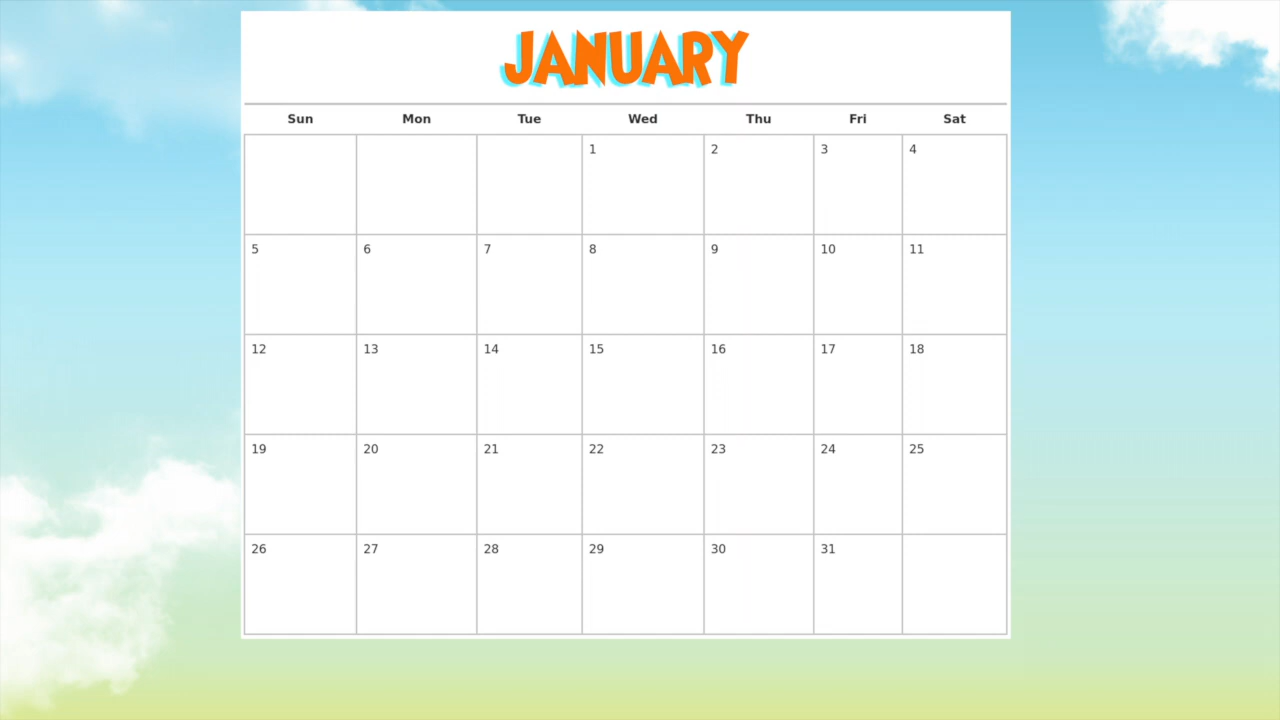 JANUARY
Sun Mon Tue Wed Thu Fri Sat
1 2 3 4
5 6 7 8 9 10 11
12 13 14 15 16 17 18
19 20 21 22 23 24 25
26 27 28 29 30 31